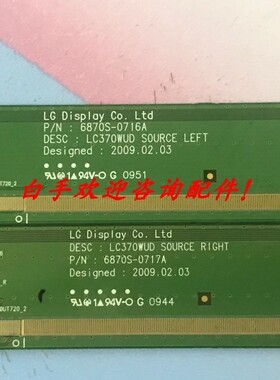 LG Display Co. Ltd
P/N : 6870S-0716A
DESC : LC370WUD SOURCE LEFT
Designed : 2009.02.03
1▲94V-0 G 0951
白手欢迎咨询配件!
LG Display Co. Ltd
DESC : LC370WUD SOURCE RIGHT
P/N : 6870S-0717A
Designed : 2009.02.03
1▲94V-0 G 0944